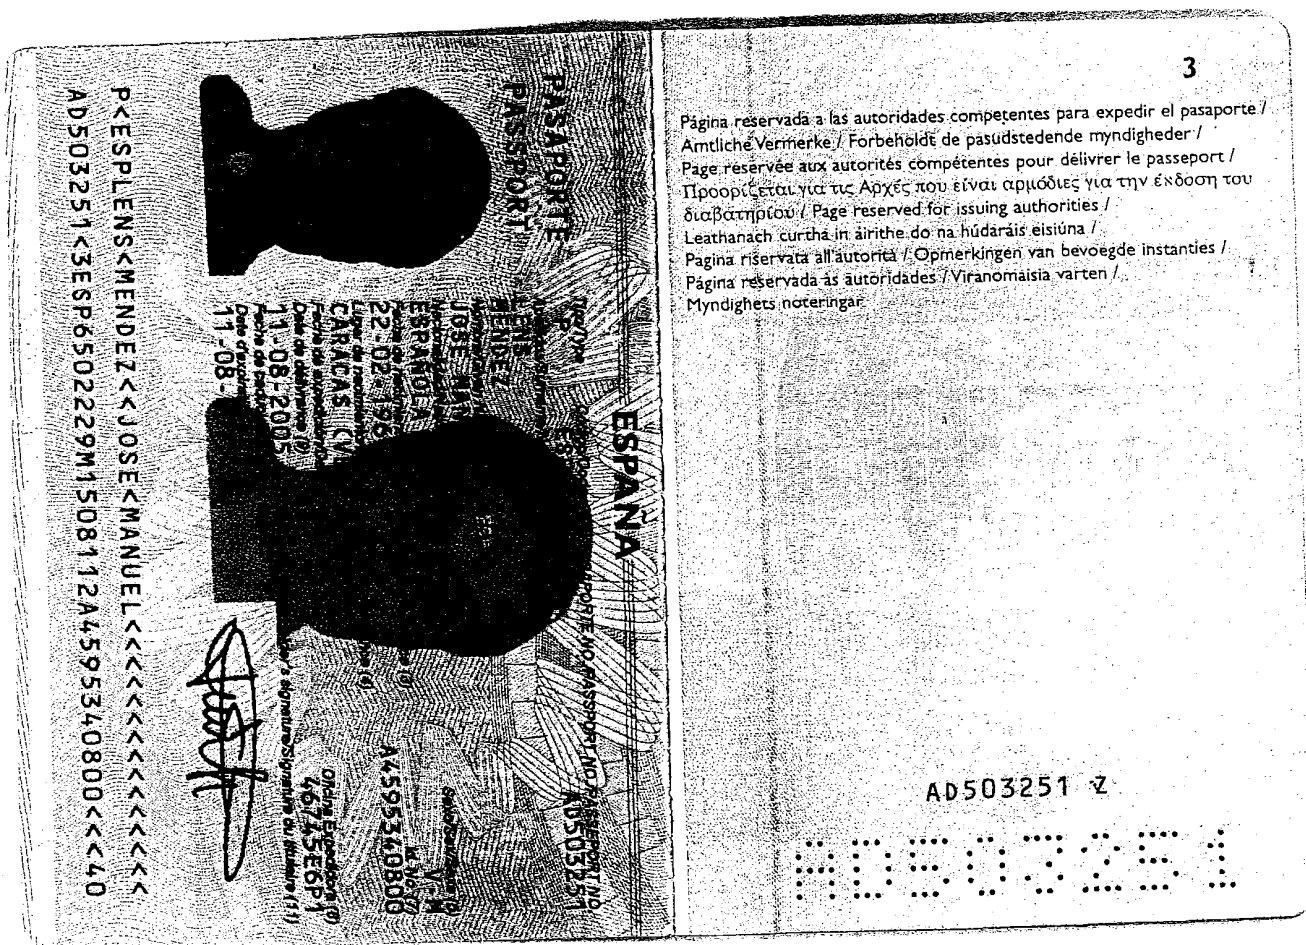 ESPAÑA
PASAPORTE
PASSPORT
AD503251
LENS
MENDEZ
JOSE MAN
ESPAÑOLA
22-02-196
A4595340800
CARACAS (
11-08-2005
46745E6P1
11-08-
P<ESPLENS<MENDEZ<<JOSE<MANUEL<<<<<<<<<<<<<<<
AD503251<3ESP6502229M1508112A4595340800<<<40
3
Página reservada a las autoridades competentes para expedir el pasaporte /
Amtliche Vermerke / Forbeholdt de pasudstedende myndigheder /
Page reservée aux autorités compétentes pour délivrer le passeport /
Προορίζεται για τις Αρχές που είναι αρμόδιες για την έκδοση του
διαβατηρίου / Page reserved for issuing authorities /
Leathanach curtha in áirithe do na húdaráis eisiúna /
Pagina riservata all'autorità / Opmerkingen van bevoegde instanties /
Página reservada às autoridades / Viranomaisia varten /
Myndighets noteringar
AD503251 Z
AD503251